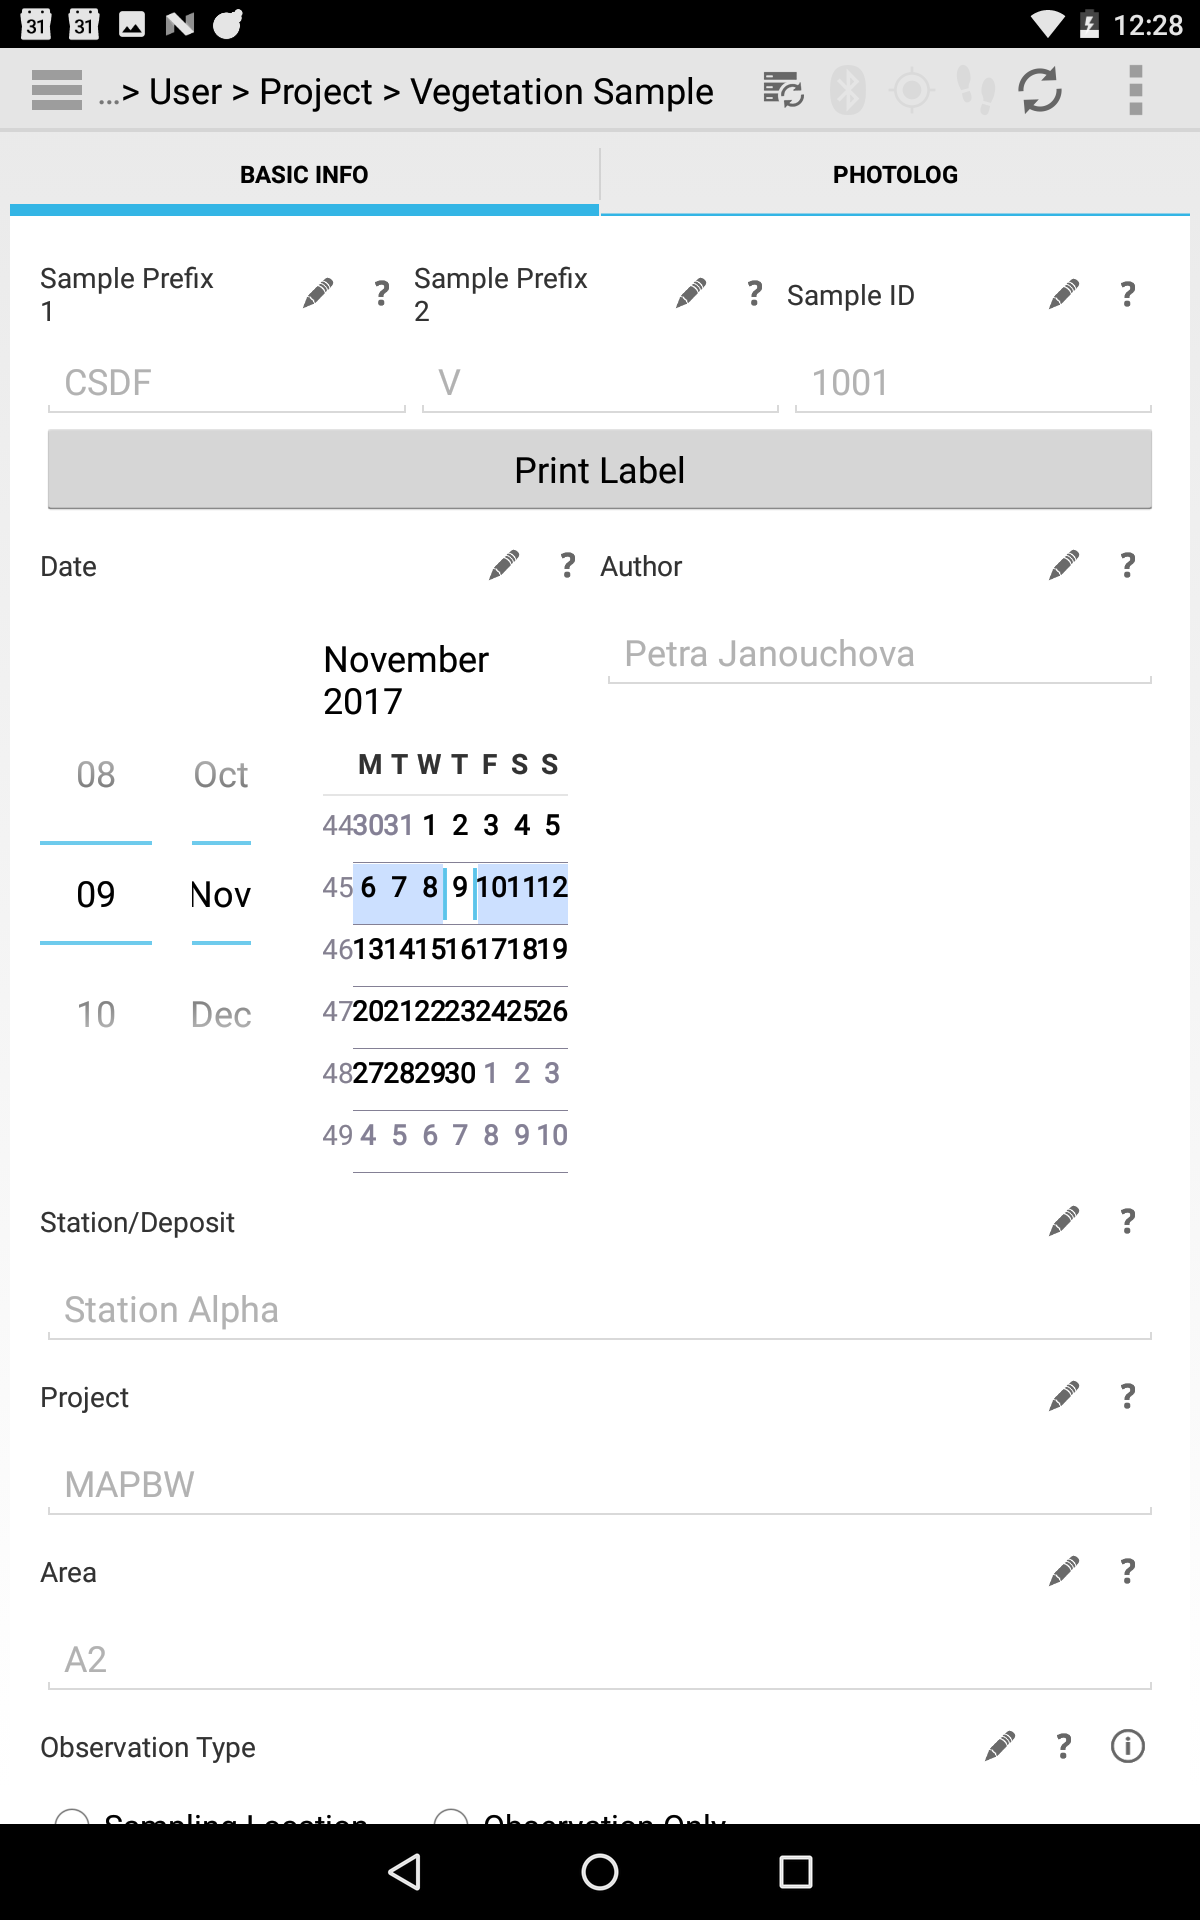 31 31 12:28
...> User > Project > Vegetation Sample
BASIC INFO PHOTOLOG
Sample Prefix 1 ? Sample Prefix 2 ? Sample ID ?
CSDF V 1001
Print Label
Date ? Author ?
Petra Janouchova
November
2017
M T W T F S S
08 Oct
44 30 31 1 2 3 4 5
09 Nov
45 6 7 8 9 10 11 12
46 13 14 15 16 17 18 19
10 Dec
47 20 21 22 23 24 25 26
48 27 28 29 30 1 2 3
49 4 5 6 7 8 9 10
Station/Deposit ?
Station Alpha
Project ?
MAPBW
Area ?
A2
Observation Type ? i
Sampling Location Observation Only